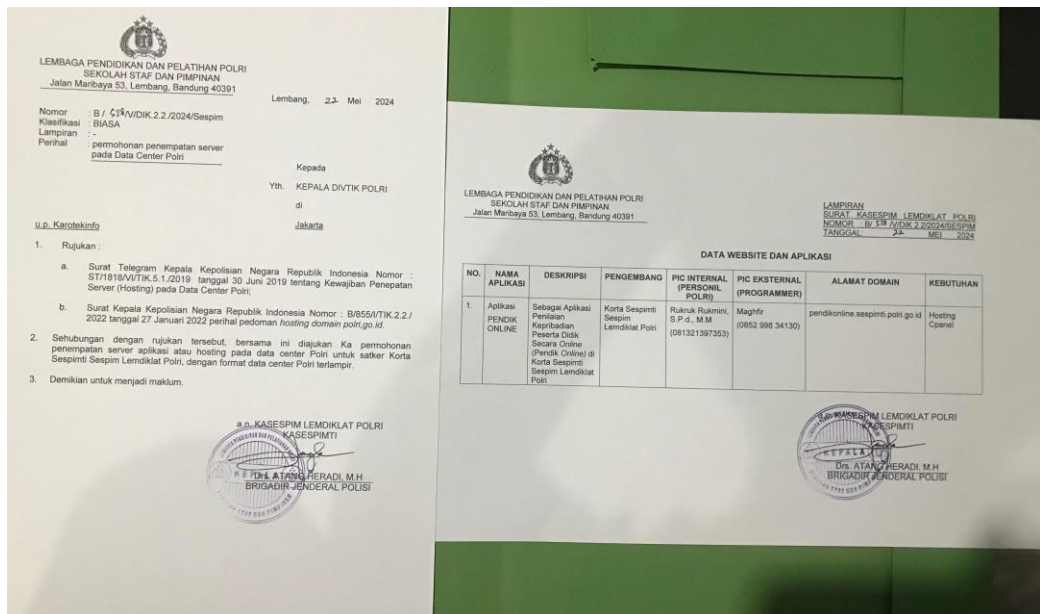 LEMBAGA PENDIDIKAN DAN PELATIHAN POLRI
SEKOLAH STAF DAN PIMPINAN
Jalan Maribaya 53, Lembang, Bandung 40391
Lembang, 22 Mei 2024
Nomor : B / /V/DIK.2.2./2024/Sespim
Klasifikasi : BIASA
Lampiran : -
Perihal : permohonan penempatan server
pada Data Center Polri
Kepada
Yth. KEPALA DIVTIK POLRI
di
u.p. Karotekinfo Jakarta
1. Rujukan :
a. Surat Telegram Kepala Kepolisian Negara Republik Indonesia Nomor :
ST/1818/VI/TIK.5.1./2019 tanggal 30 Juni 2019 tentang Kewajiban Penepatan
Server (Hosting) pada Data Center Polri;
b. Surat Kepala Kepolisian Negara Republik Indonesia Nomor : B/855/I/TIK.2.2./
2022 tanggal 27 Januari 2022 perihal pedoman hosting domain polri.go.id.
2. Sehubungan dengan rujukan tersebut, bersama ini diajukan Ka permohonan
penempatan server aplikasi atau hosting pada data center Polri untuk satker Korta
Sespimti Sespim Lemdiklat Polri, dengan format data center Polri terlampir.
3. Demikian untuk menjadi maklum.
a.n. KASESPIM LEMDIKLAT POLRI
KASESPIMTI
KEPALA
Drs. ATANG HERADI, M.H
BRIGADIR JENDERAL POLISI
LEMBAGA PENDIDIKAN DAN PELATIHAN POLRI
SEKOLAH STAF DAN PIMPINAN
Jalan Maribaya 53, Lembang, Bandung 40391
LAMPIRAN
SURAT KASESPIM LEMDIKLAT POLRI
NOMOR : B/ /V/DIK 2.2/2024/SESPIM
TANGGAL: 22 MEI 2024
DATA WEBSITE DAN APLIKASI
NO. NAMA APLIKASI DESKRIPSI PENGEMBANG PIC INTERNAL (PERSONIL POLRI) PIC EKSTERNAL (PROGRAMMER) ALAMAT DOMAIN KEBUTUHAN
1. Aplikasi PENDIK ONLINE
Sebagai Aplikasi
Penilaian
Kepribadian
Peserta Didik
Secara Online
(Pendik Online) di
Korta Sespimti
Sespim Lemdiklat
Polri
Korta Sespimti
Sespim
Lemdiklat Polri
Rukruk Rukmini,
S.P.d., M.M
(081321397353)
Maghfir
(0852 998 34130)
pendikonline.sespimti.polri.go.id
Hosting
Cpanel
a.n. KASESPIM LEMDIKLAT POLRI
KASESPIMTI
KEPALA
Drs. ATANG HERADI, M.H
BRIGADIR JENDERAL POLISI